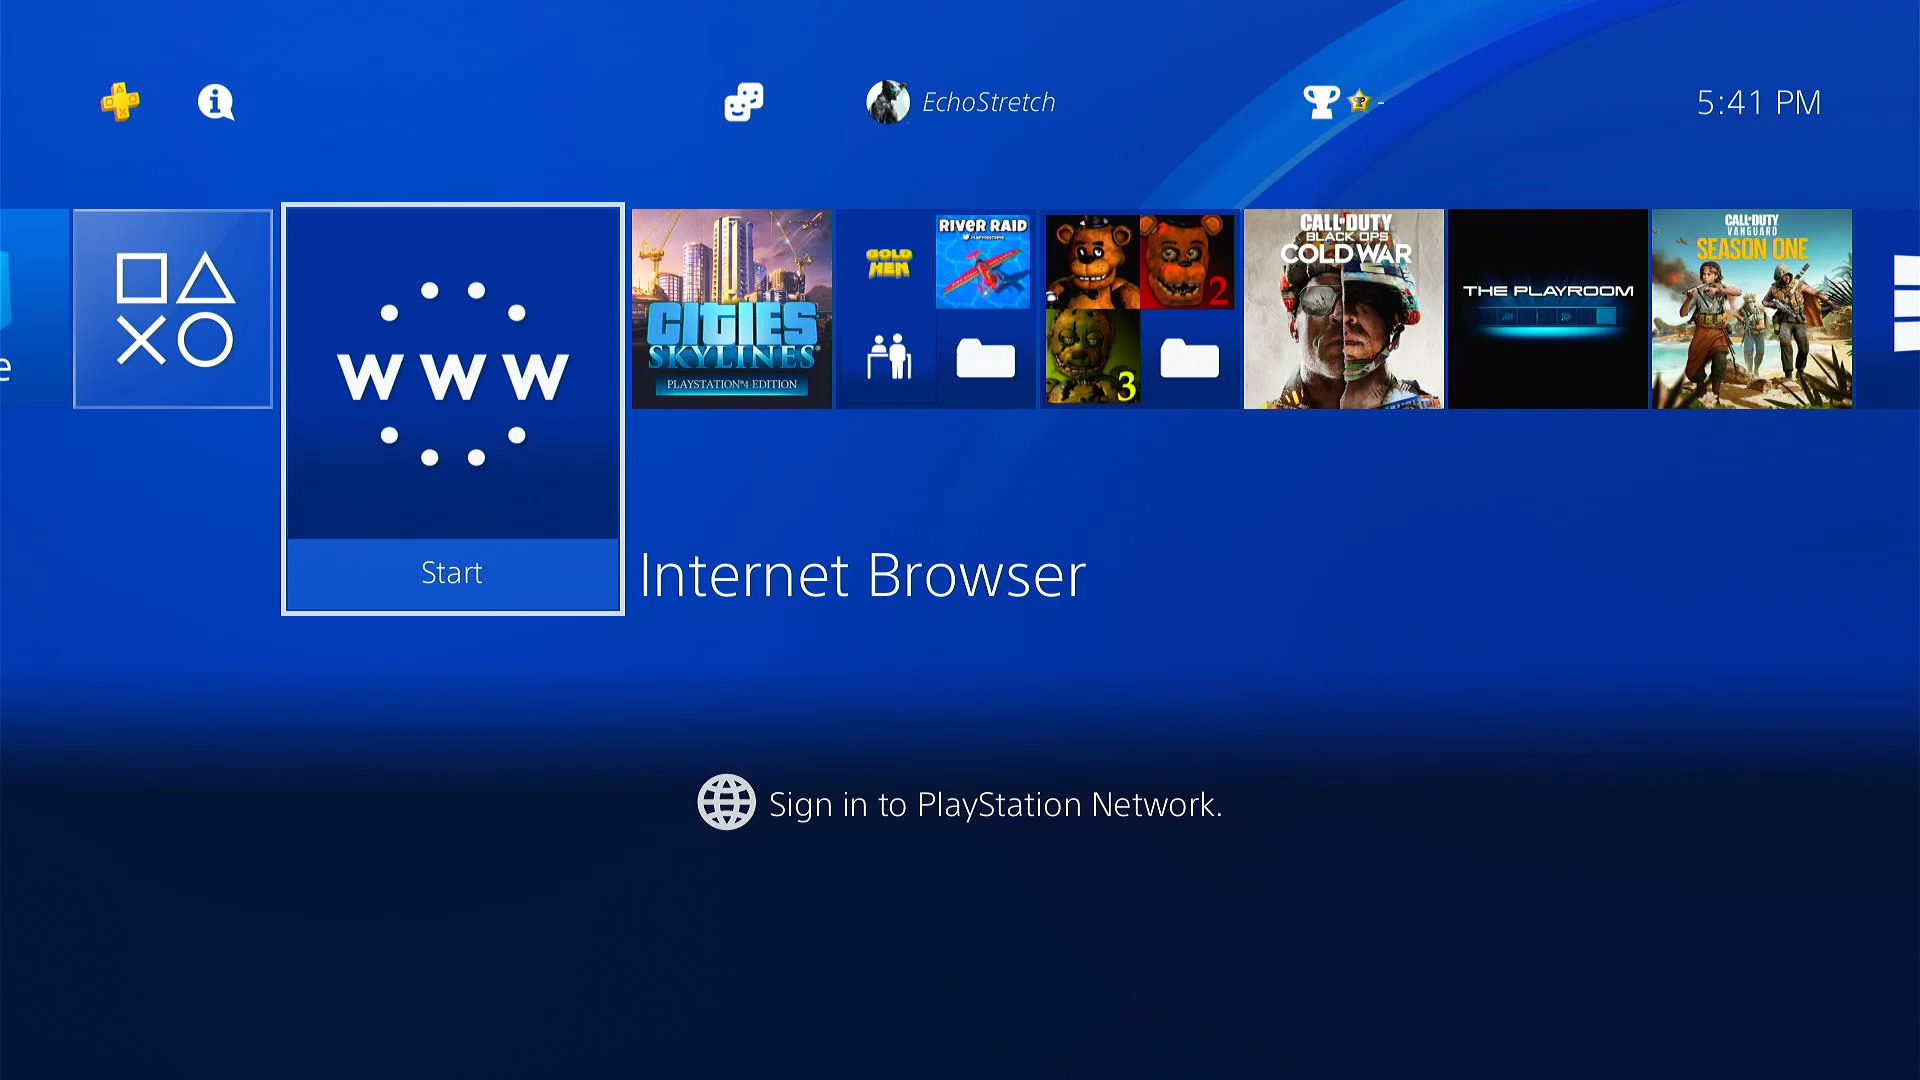 EchoStretch
-
5:41 PM
e
WWW
Start
Internet Browser
CITIES
SKYLINES
PLAYSTATION®4 EDITION
GOLD
HEN
RIVER RAID
2
3
CALL OF DUTY
BLACK OPS
COLD WAR
THE PLAYROOM
CALL OF DUTY
VANGUARD
SEASON ONE
Sign in to PlayStation Network.